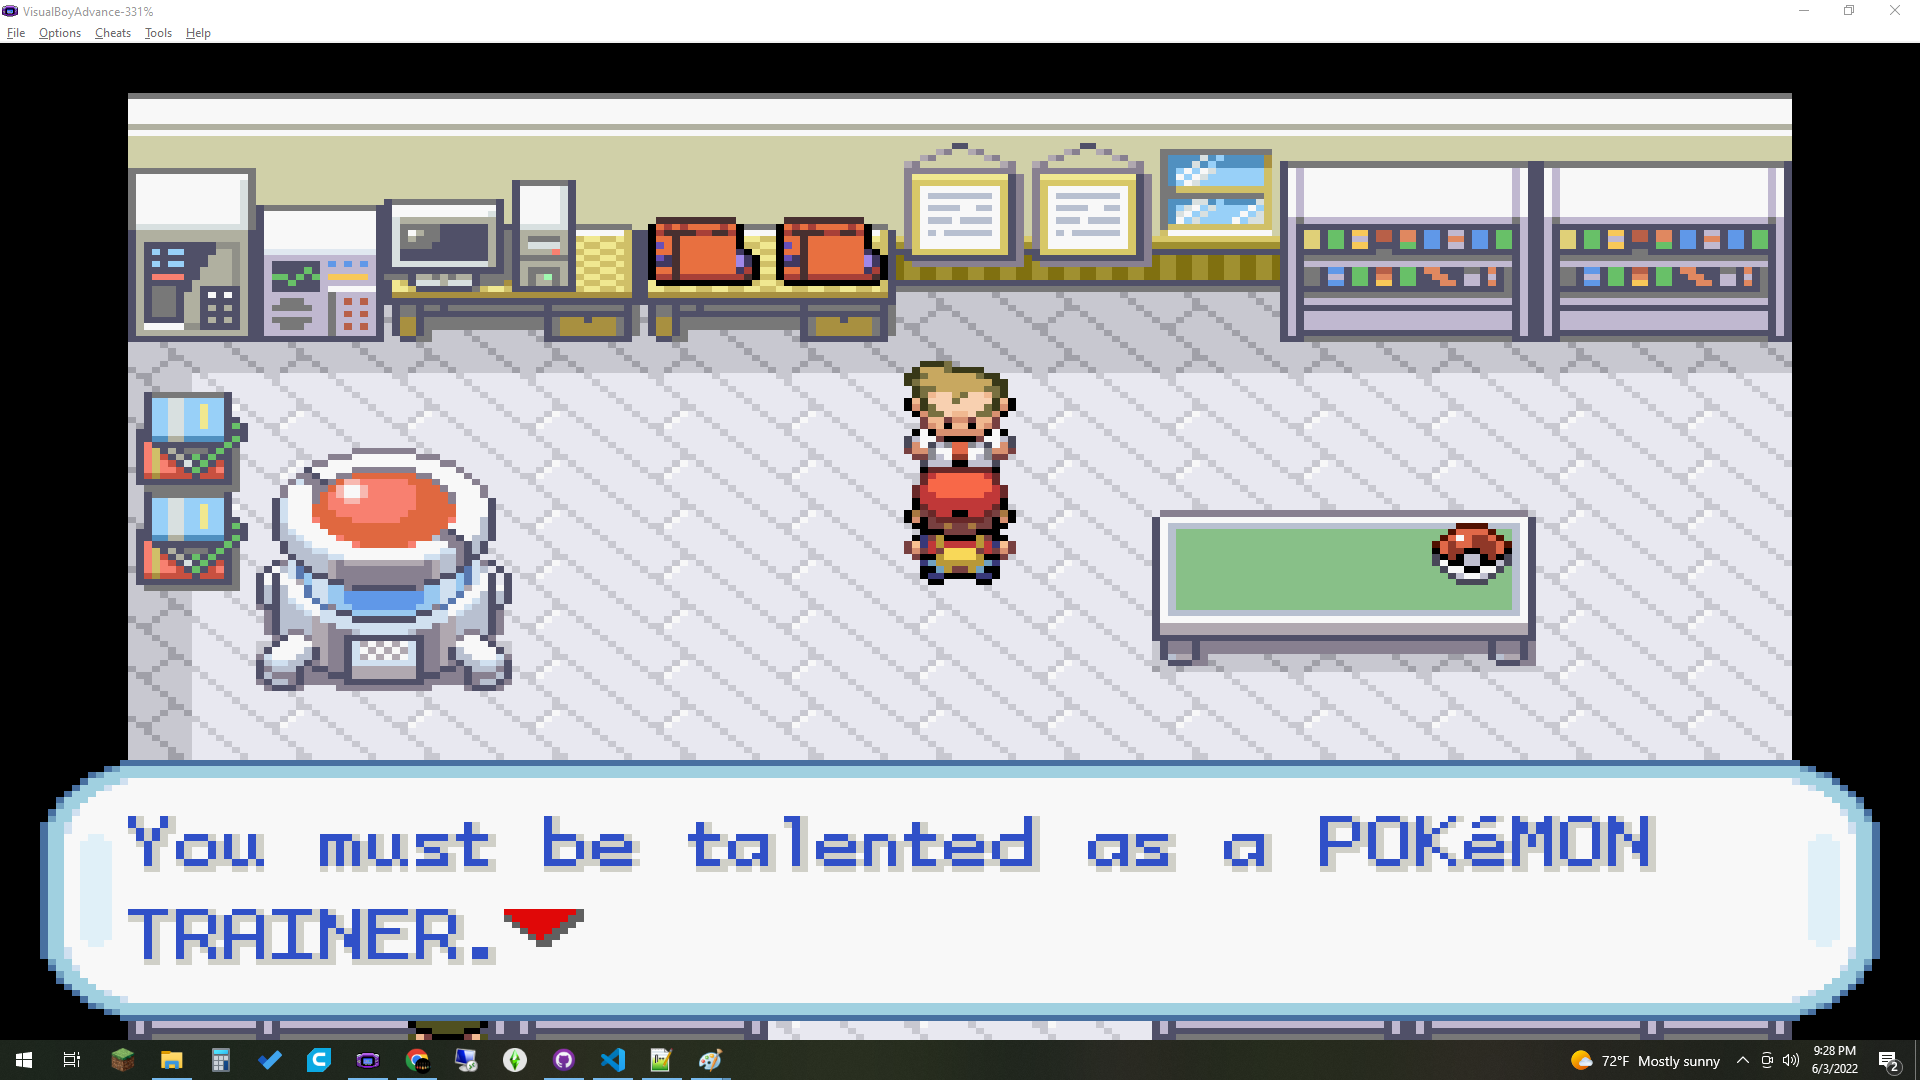 VisualBoyAdvance-331%
File Options Cheats Tools Help
You must be talented as a POKéMON
TRAINER.
72°F Mostly sunny
9:28 PM
6/3/2022
2